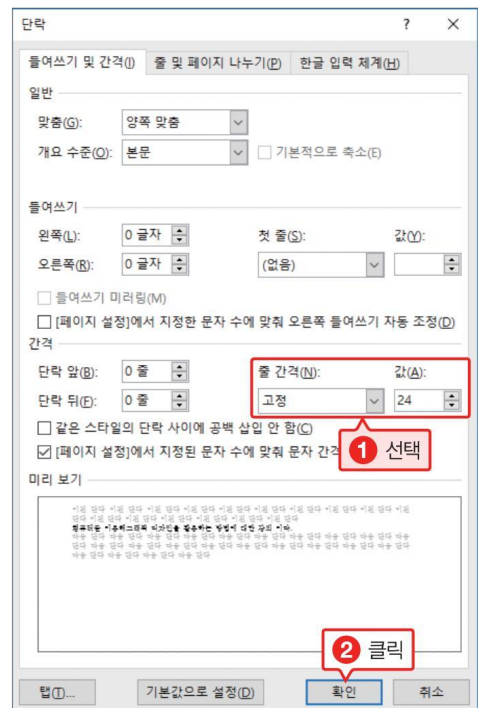 단락 ? ×
들여쓰기 및 간격(I) 줄 및 페이지 나누기(P) 한글 입력 체계(H)
일반
맞춤(G): 양쪽 맞춤
개요 수준(O): 본문 기본적으로 축소(E)
들여쓰기
왼쪽(L): 0 글자 첫 줄(S): 값(Y):
오른쪽(R): 0 글자 (없음)
들여쓰기 미러링(M)
[페이지 설정]에서 지정한 문자 수에 맞춰 오른쪽 들여쓰기 자동 조정(D)
간격
단락 앞(B): 0 줄 줄 간격(N): 값(A):
단락 뒤(F): 0 줄 고정 24
같은 스타일의 단락 사이에 공백 삽입 안 함(C)
1 선택
[페이지 설정]에서 지정된 문자 수에 맞춰 문자 간격
미리 보기
2 클릭
탭(T)... 기본값으로 설정(D) 확인 취소